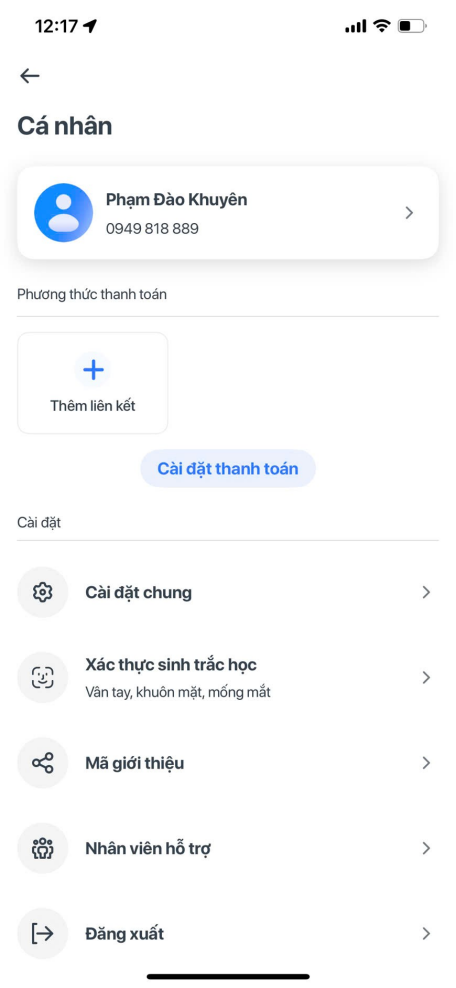 12:17
Cá nhân
Phạm Đào Khuyên
0949 818 889
Phương thức thanh toán
Thêm liên kết
Cài đặt thanh toán
Cài đặt
Cài đặt chung
Xác thực sinh trắc học
Vân tay, khuôn mặt, mống mắt
Mã giới thiệu
Nhân viên hỗ trợ
Đăng xuất